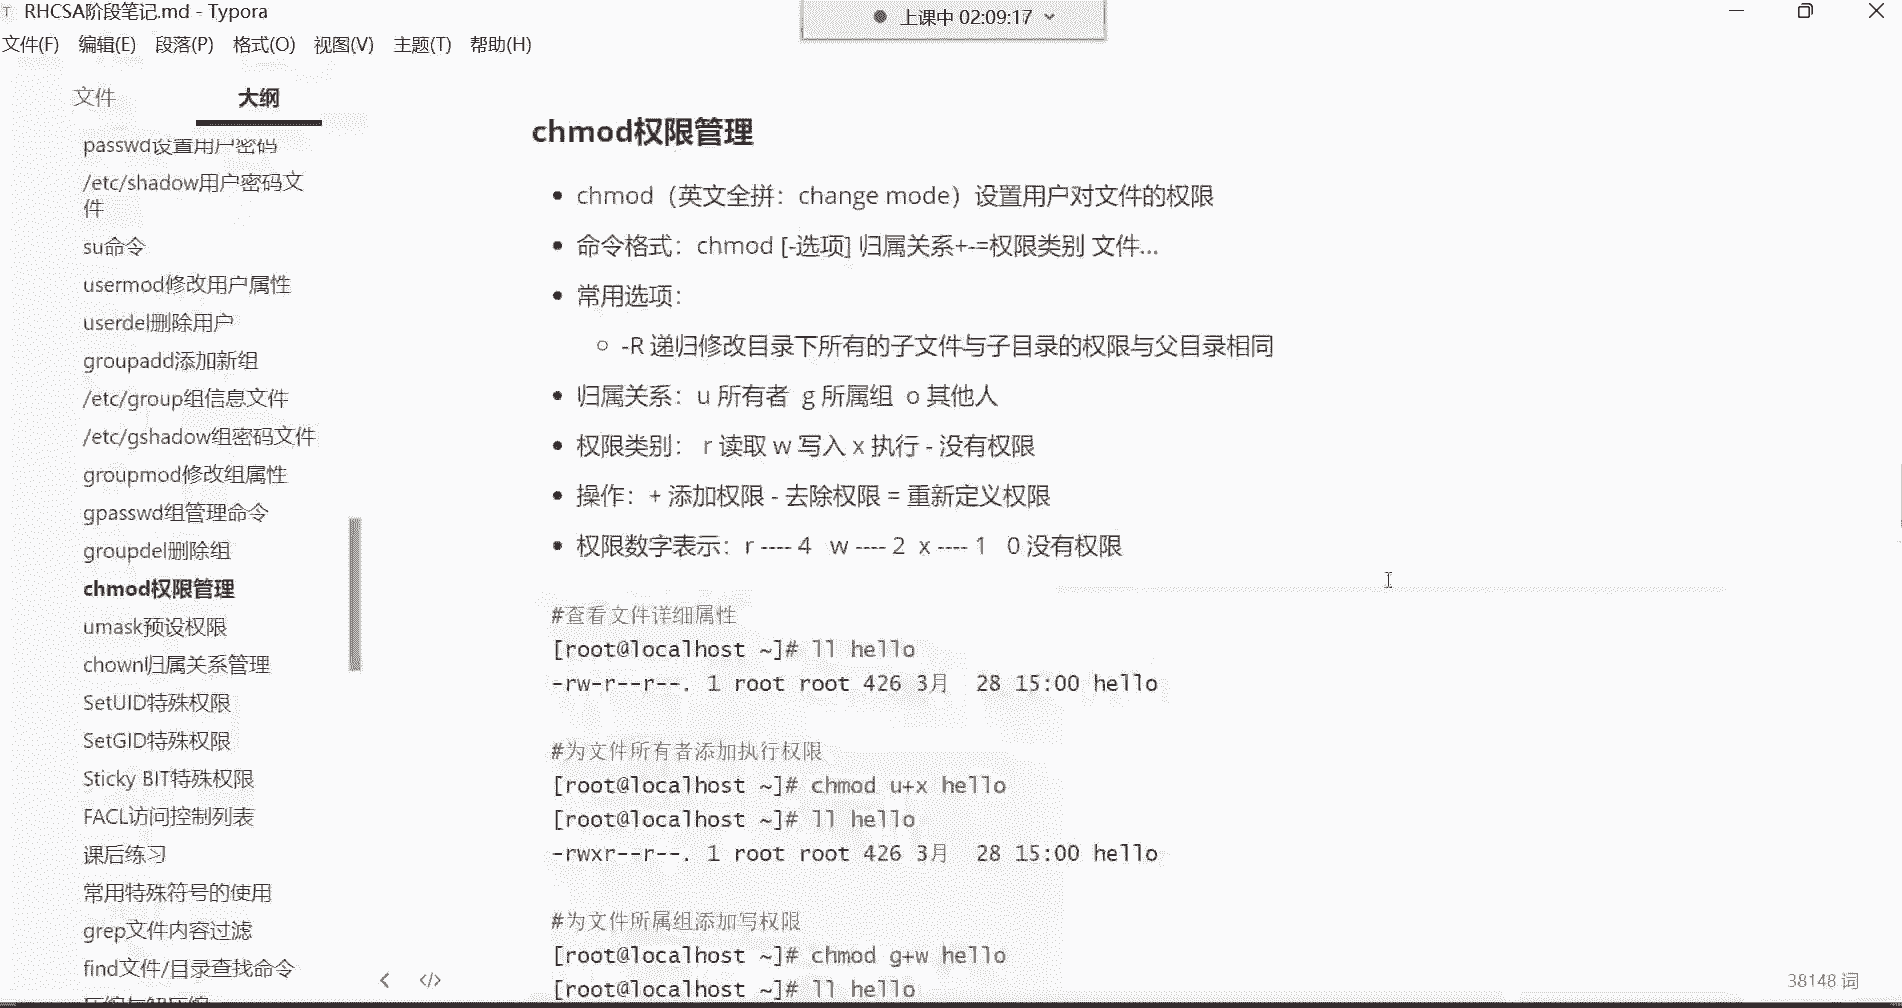 RHCSA阶段笔记.md - Typora
上课中 02:09:17
文件(F) 编辑(E) 段落(P) 格式(O) 视图(V) 主题(T) 帮助(H)
文件 大纲
passwd设置用户密码
/etc/shadow用户密码文
件
su命令
usermod修改用户属性
userdel删除用户
groupadd添加新组
/etc/group组信息文件
/etc/gshadow组密码文件
groupmod修改组属性
gpasswd组管理命令
groupdel删除组
chmod权限管理
umask预设权限
chown归属关系管理
SetUID特殊权限
SetGID特殊权限
Sticky BIT特殊权限
FACL访问控制列表
课后练习
常用特殊符号的使用
grep文件内容过滤
find文件/目录查找命令
chmod权限管理
chmod（英文全拼：change mode）设置用户对文件的权限
命令格式：chmod [-选项] 归属关系+-=权限类别 文件...
常用选项：
-R 递归修改目录下所有的子文件与子目录的权限与父目录相同
归属关系：u 所有者 g 所属组 o 其他人
权限类别： r 读取 w 写入 x 执行 - 没有权限
操作：+ 添加权限 - 去除权限 = 重新定义权限
权限数字表示：r ---- 4 w ---- 2 x ---- 1 0 没有权限
#查看文件详细属性
[root@localhost ~]# ll hello
-rw-r--r--. 1 root root 426 3月 28 15:00 hello
#为文件所有者添加执行权限
[root@localhost ~]# chmod u+x hello
[root@localhost ~]# ll hello
-rwxr--r--. 1 root root 426 3月 28 15:00 hello
#为文件所属组添加写权限
[root@localhost ~]# chmod g+w hello
[root@localhost ~]# ll hello
38148 词